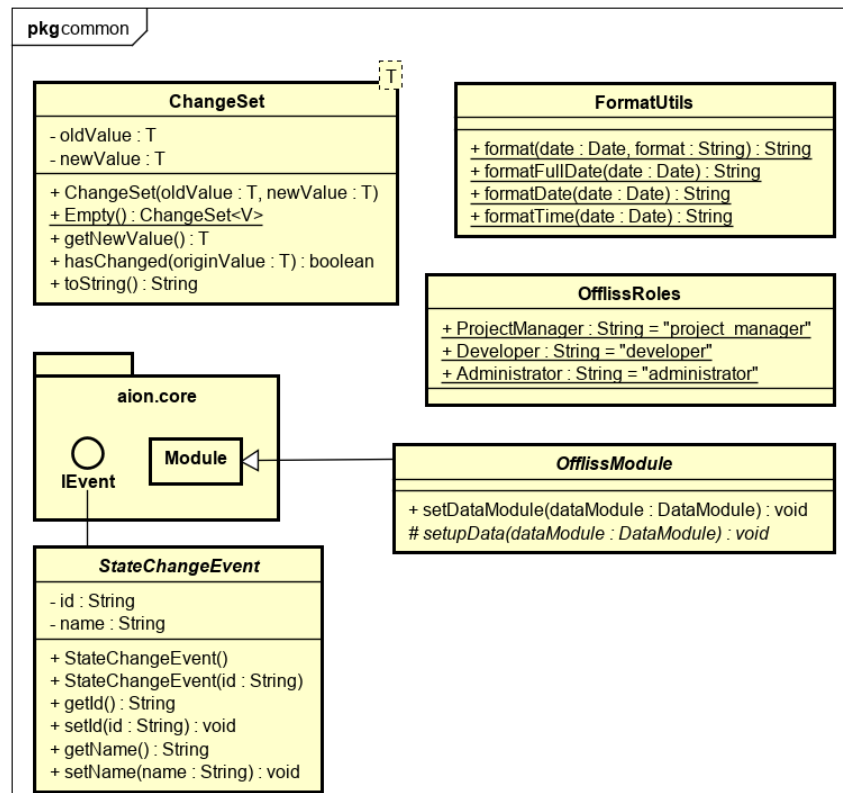 pkg common
T
ChangeSet
- oldValue : T
- newValue : T
+ ChangeSet(oldValue : T, newValue : T)
+ Empty() : ChangeSet<V>
+ getNewValue() : T
+ hasChanged(originValue : T) : boolean
+ toString() : String
FormatUtils
+ format(date : Date, format : String) : String
+ formatFullDate(date : Date) : String
+ formatDate(date : Date) : String
+ formatTime(date : Date) : String
OfflissRoles
+ ProjectManager : String = "project_manager"
+ Developer : String = "developer"
+ Administrator : String = "administrator"
aion.core
IEvent
Module
OfflissModule
+ setDataModule(dataModule : DataModule) : void
# setupData(dataModule : DataModule) : void
StateChangeEvent
- id : String
- name : String
+ StateChangeEvent()
+ StateChangeEvent(id : String)
+ getId() : String
+ setId(id : String) : void
+ getName() : String
+ setName(name : String) : void